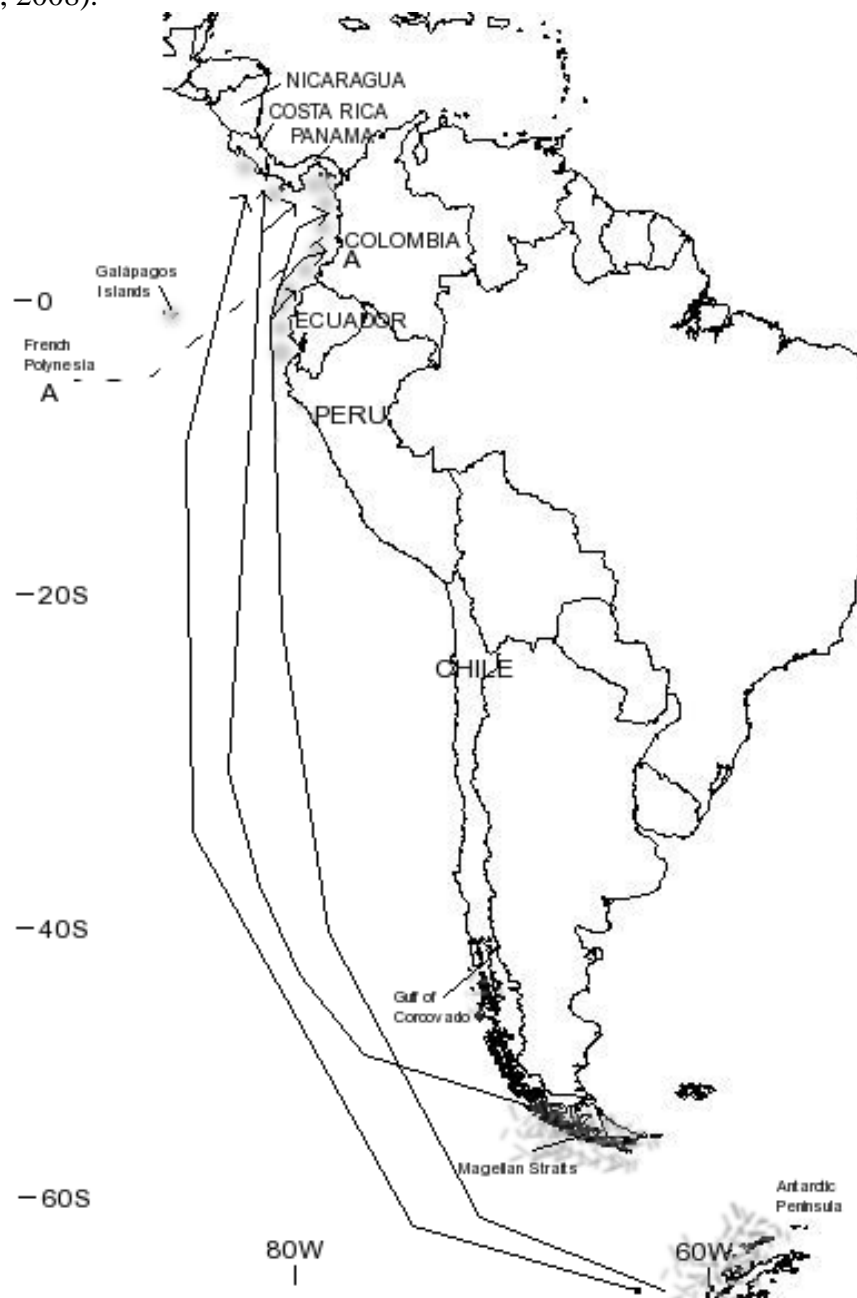 , 2008).
NICARAGUA
COSTA RICA
PANAMA
COLOMBIA
A
Galápagos
Islands
0
ECUADOR
French
Polynesia
A
PERU
20S
CHILE
40S
Gulf of
Corcovado
Magellan Straits
Antarctic
Peninsula
60S
80W
60W